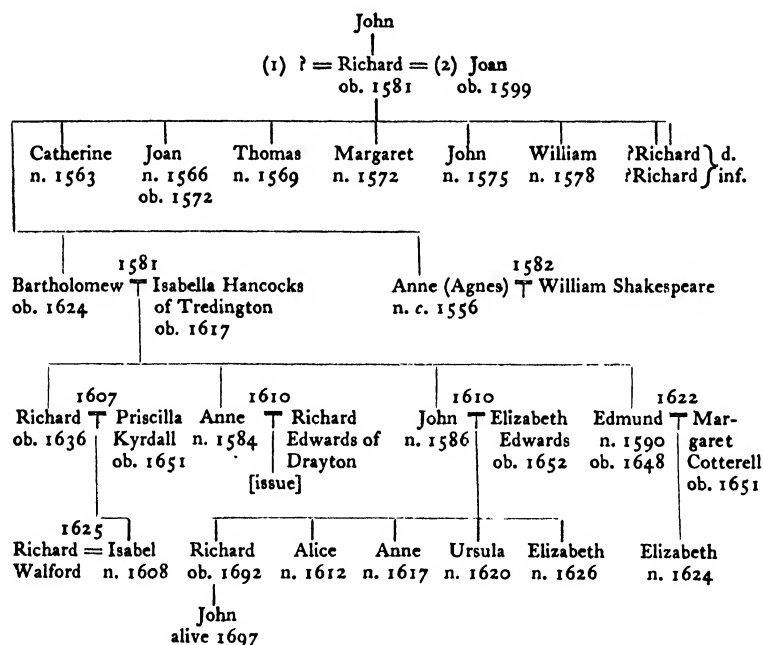 John
(1) ? = Richard = (2) Joan
ob. 1581 ob. 1599
Catherine Joan Thomas Margaret John William ?Richard } d.
n. 1563 n. 1566 n. 1569 n. 1572 n. 1575 n. 1578 ?Richard } inf.
ob. 1572
1581 1582
Bartholomew Isabella Hancocks Anne (Agnes) William Shakespeare
ob. 1624 of Tredington n. c. 1556
ob. 1617
1607 1610 1610 1622
Richard Priscilla Anne Richard John Elizabeth Edmund Mar-
ob. 1636 Kyrdall n. 1584 Edwards of n. 1586 Edwards n. 1590 garet
ob. 1651 Drayton ob. 1652 ob. 1648 Cotterell
[issue] ob. 1651
1625
Richard = Isabel Richard Alice Anne Ursula Elizabeth Elizabeth
Walford n. 1608 ob. 1692 n. 1612 n. 1617 n. 1620 n. 1626 n. 1624
John
alive 1697